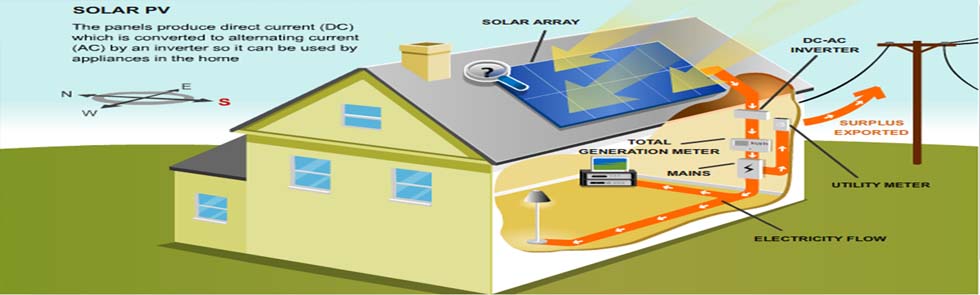 SOLAR PV
The panels produce direct current (DC)
which is converted to alternating current
(AC) by an inverter so it can be used by
appliances in the home
N
E
S
W
SOLAR ARRAY
?
DC-AC
INVERTER
SURPLUS
EXPORTED
TOTAL
GENERATION METER
MAINS
UTILITY METER
ELECTRICITY FLOW